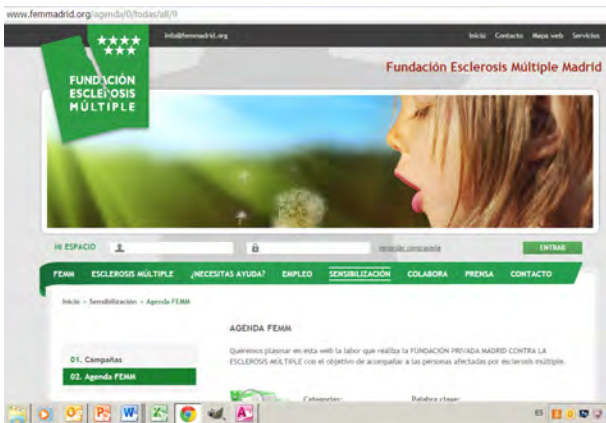 www.femmadrid.org/agenda/0/todas/all/9
info@femmadrid.org
Inicio Contacto Mapa web Servicios
FUNDACIÓN
ESCLEROSIS
MÚLTIPLE
Fundación Esclerosis Múltiple Madrid
MI ESPACIO
recordar contraseña
ENTRAR
FEMM ESCLEROSIS MÚLTIPLE ¿NECESITAS AYUDA? EMPLEO SENSIBILIZACIÓN COLABORA PRENSA CONTACTO
Inicio > Sensibilización > Agenda FEMM
AGENDA FEMM
Queremos plasmar en esta web la labor que realiza la FUNDACIÓN PRIVADA MADRID CONTRA LA
ESCLEROSIS MÚLTIPLE con el objetivo de acompañar a las personas afectadas por esclerosis múltiple.
01. Campañas
02. Agenda FEMM
Categorías: Palabra clave:
ES